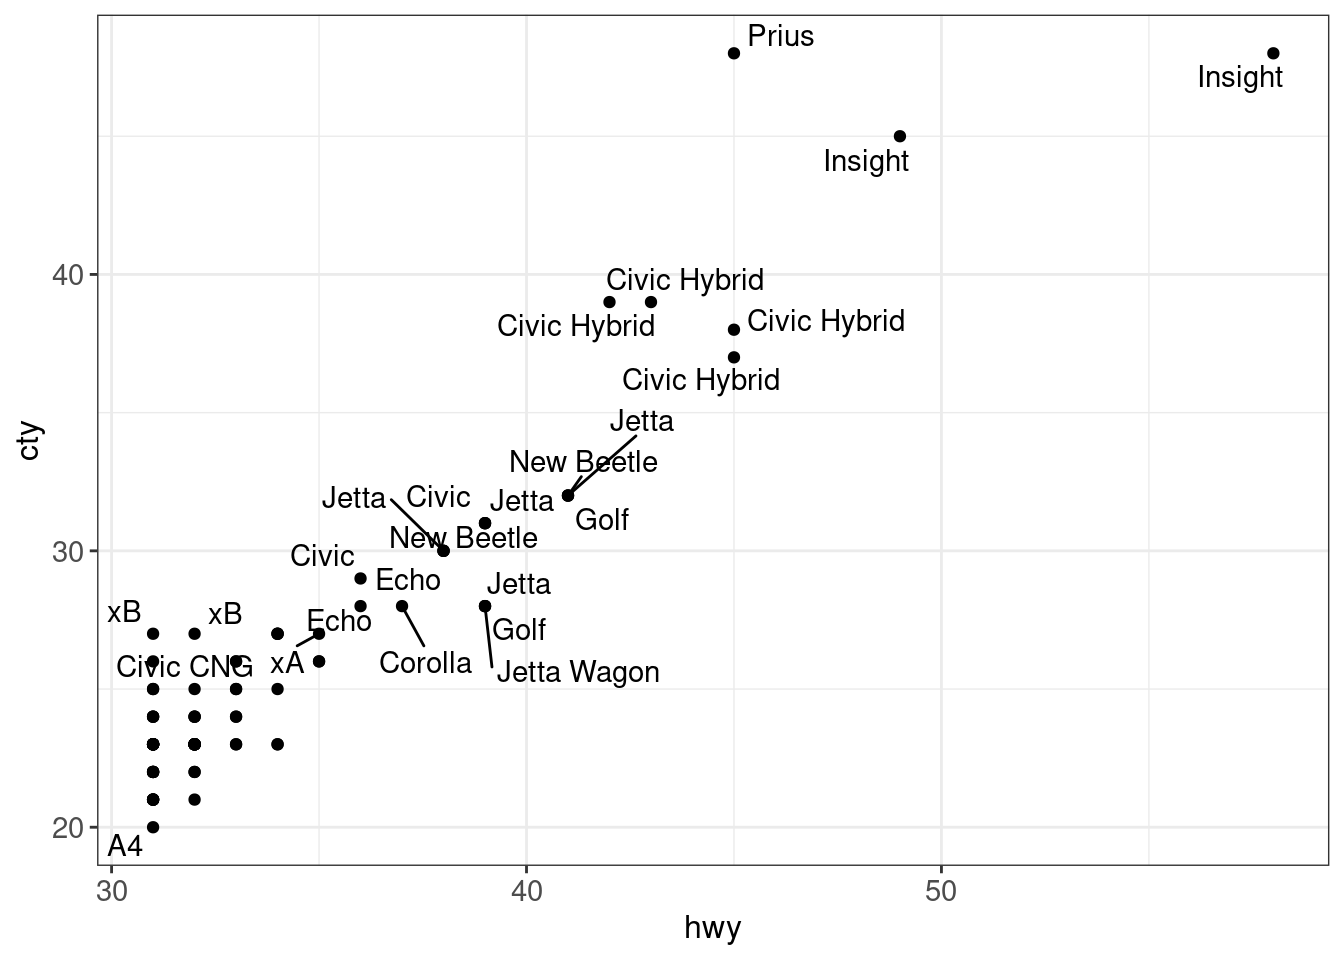 Prius
Insight
Insight
40
Civic Hybrid
Civic Hybrid
Civic Hybrid
Civic Hybrid
Jetta
cty
New Beetle
Jetta
Civic
Jetta
Golf
New Beetle
30
Civic
Echo
Jetta
xB
xB
Echo
Golf
Civic CNG
xA
Corolla
Jetta Wagon
20
A4
30
40
50
hwy